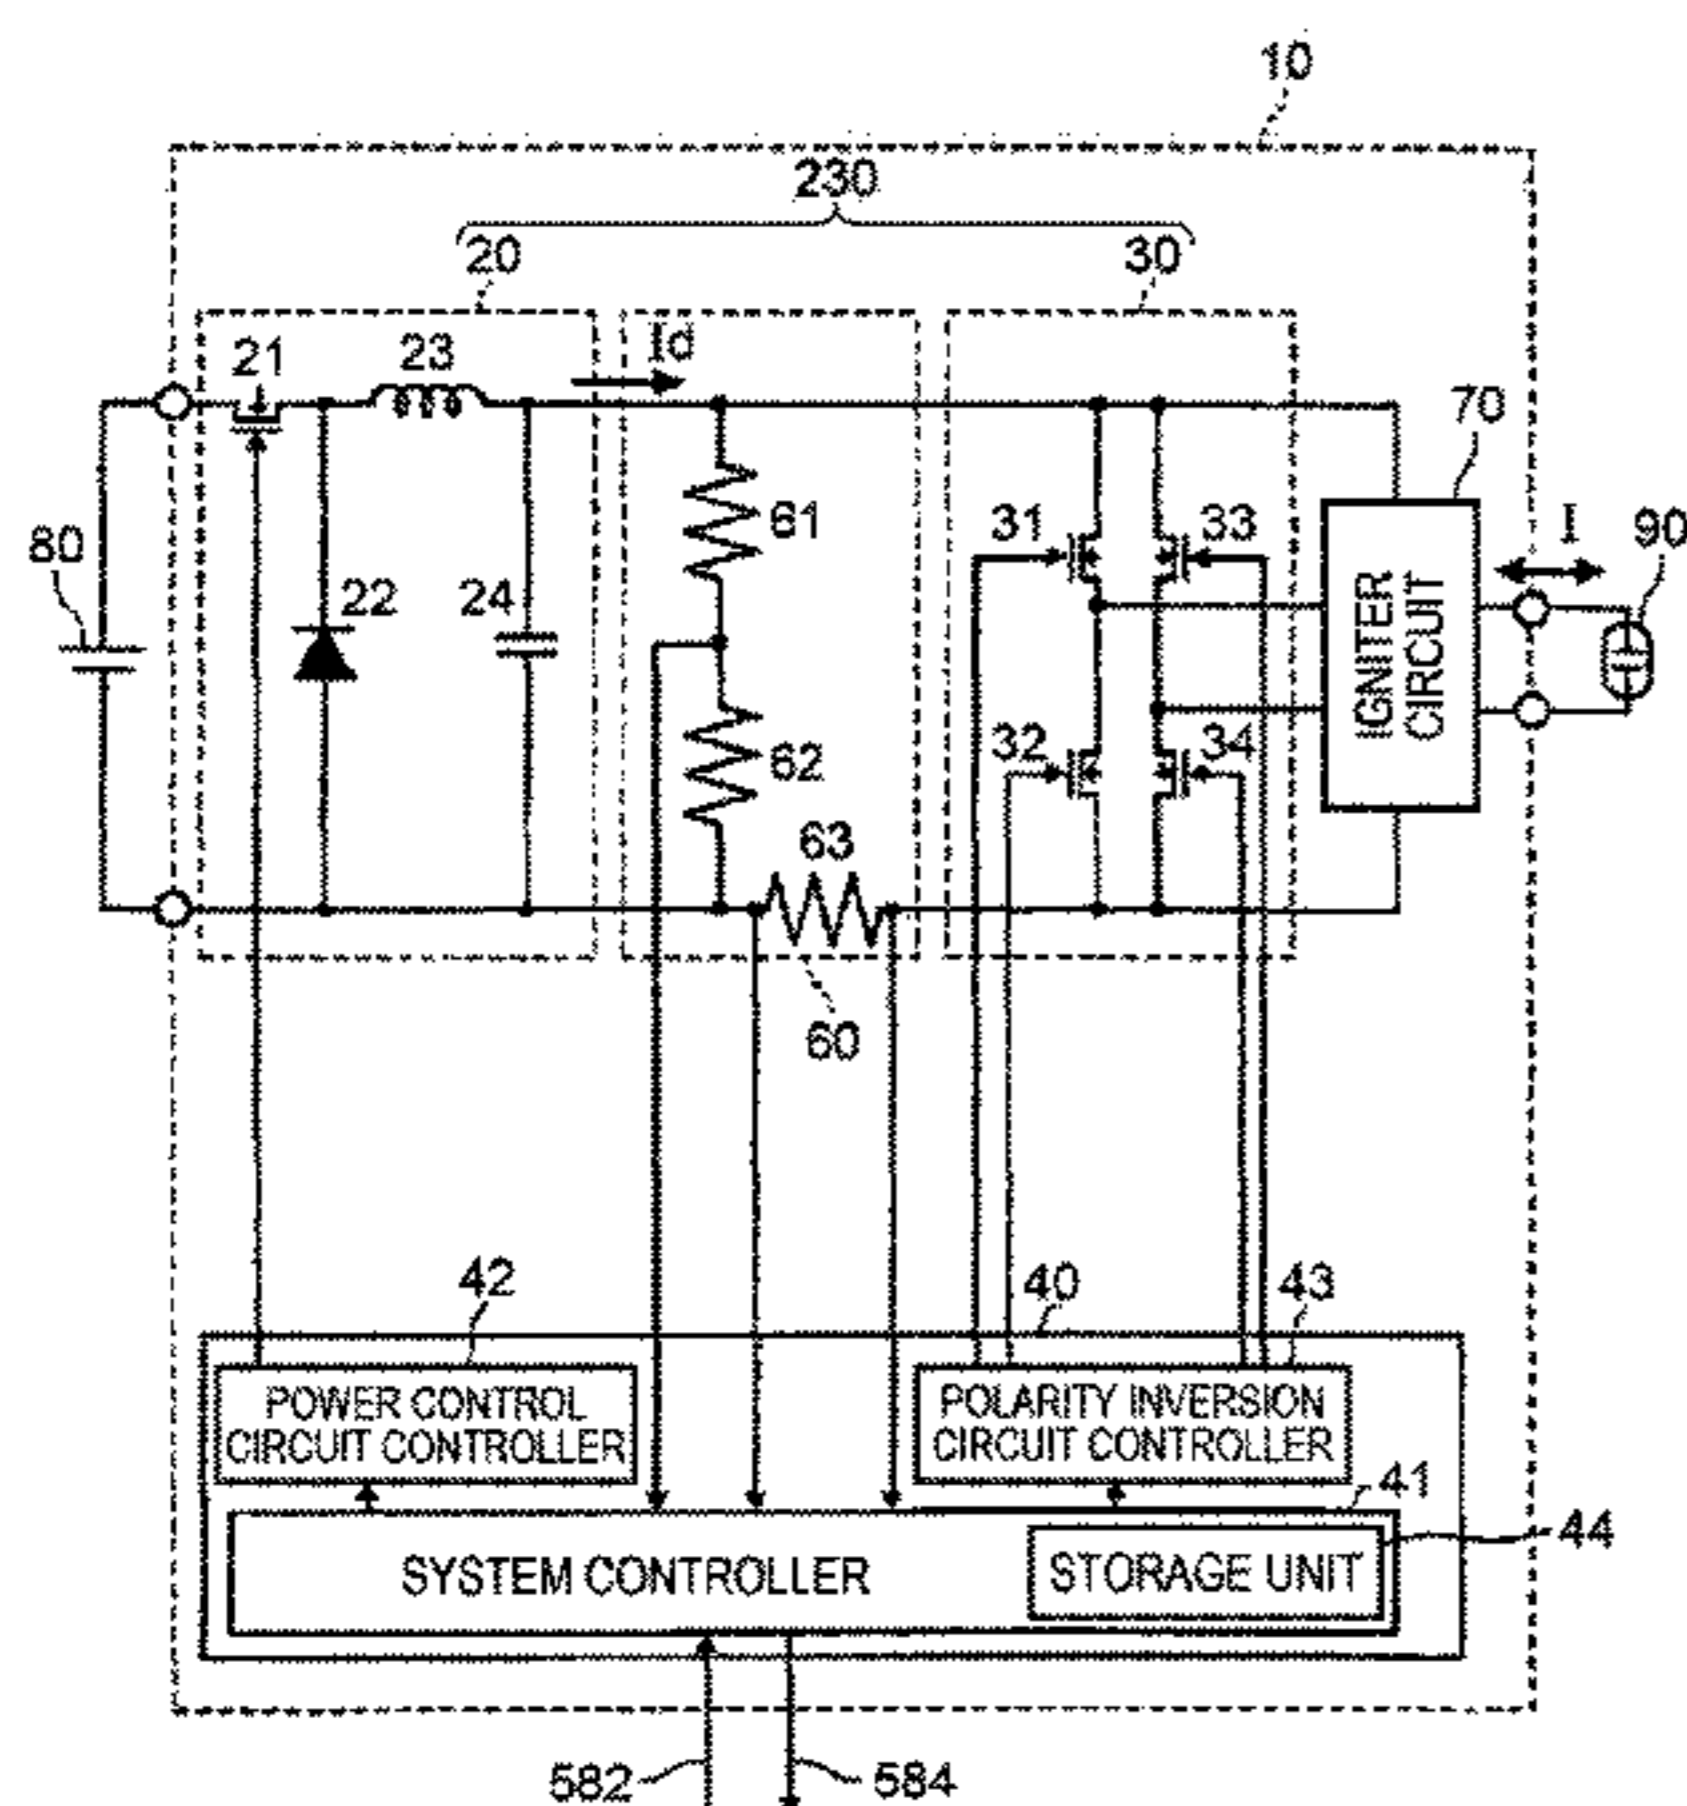 10
230
20
30
Id
21
23
70
61
31
33
I
90
80
22
24
IGNITER
CIRCUIT
62
32
34
63
60
42
40
43
POWER CONTROL
CIRCUIT CONTROLLER
POLARITY INVERSION
CIRCUIT CONTROLLER
41
44
SYSTEM CONTROLLER
STORAGE UNIT
582
584